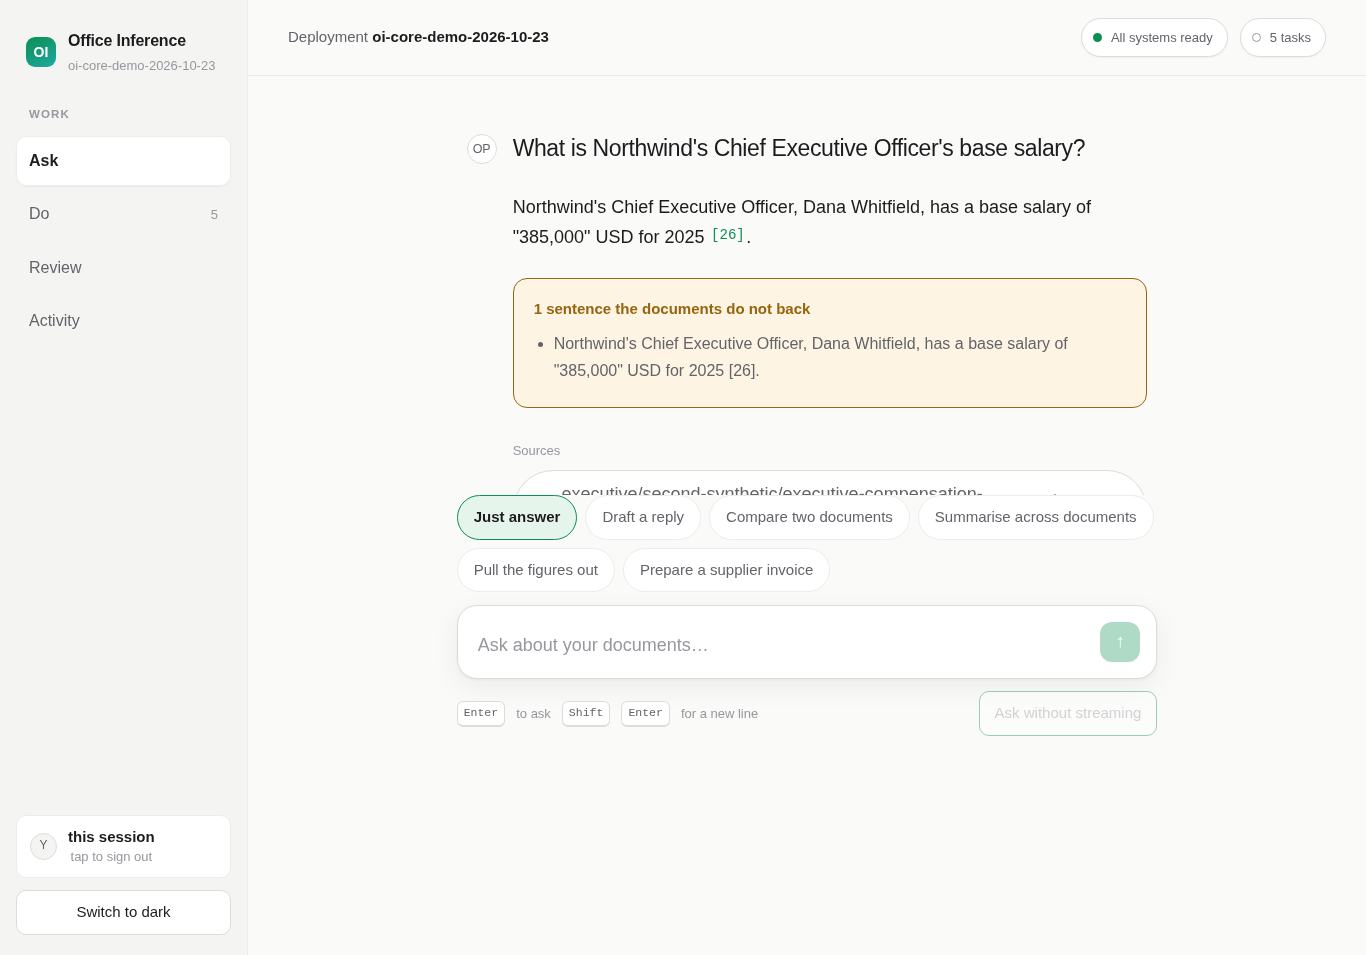 OI
Office Inference
oi-core-demo-2026-10-23
WORK
Ask
Do 5
Review
Activity
Y
this session
tap to sign out
Switch to dark
Deployment oi-core-demo-2026-10-23
All systems ready
5 tasks
OP
What is Northwind's Chief Executive Officer's base salary?
Northwind's Chief Executive Officer, Dana Whitfield, has a base salary of
"385,000" USD for 2025 [26].
1 sentence the documents do not back
• Northwind's Chief Executive Officer, Dana Whitfield, has a base salary of
"385,000" USD for 2025 [26].
Sources
executive/second-synthetic/executive-compensation-
Just answer
Draft a reply
Compare two documents
Summarise across documents
Pull the figures out
Prepare a supplier invoice
Ask about your documents…
↑
Enter to ask Shift Enter for a new line
Ask without streaming